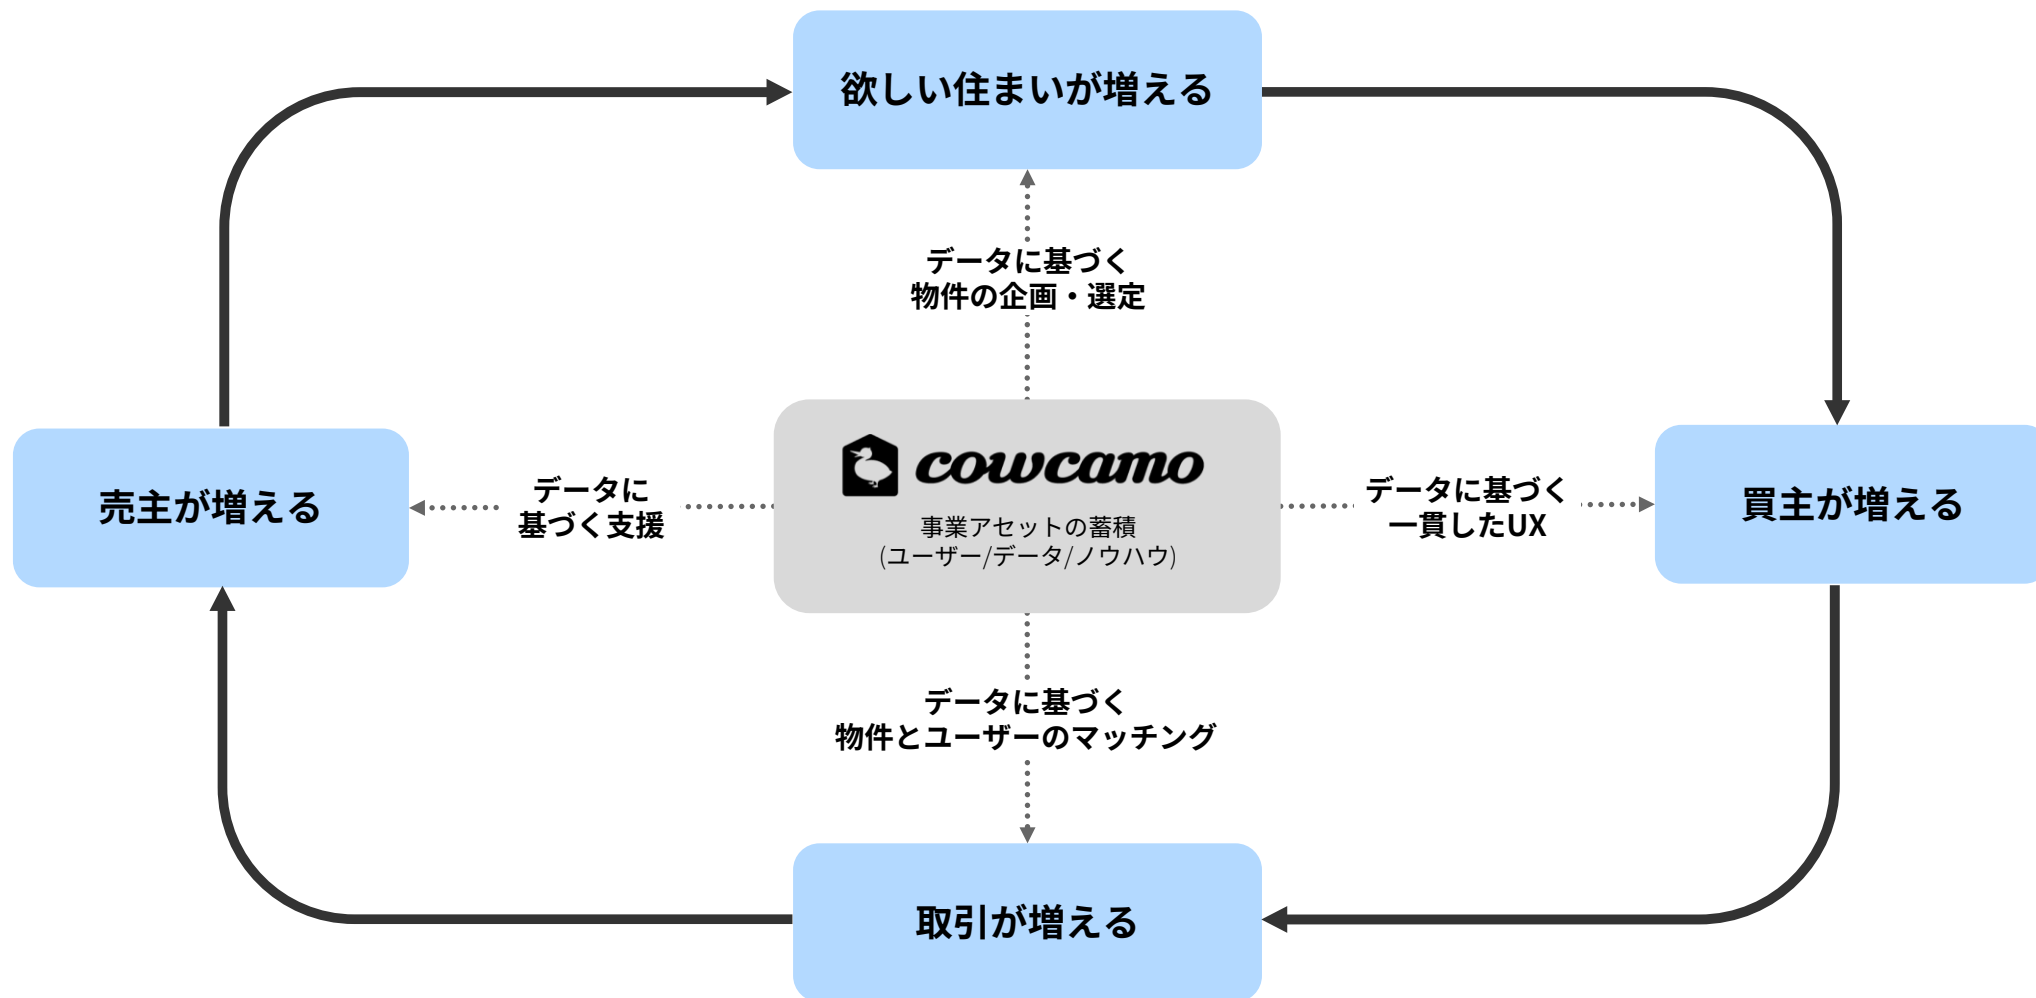 欲しい住まいが増える
データに基づく
物件の企画・選定
売主が増える
データに
基づく支援
cowcamo
事業アセットの蓄積
(ユーザー/データ/ノウハウ)
データに基づく
一貫したUX
買主が増える
データに基づく
物件とユーザーのマッチング
取引が増える